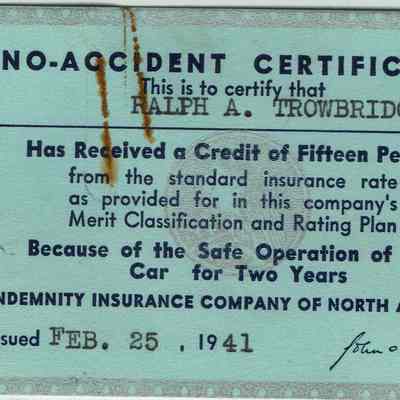 NO-ACCIDENT CERTIFIC
This is to certify that
RALPH A. TROWBRIDG
Has Received a Credit of Fifteen Pe
from the standard insurance rate
as provided for in this company's
Merit Classification and Rating Plan
Because of the Safe Operation of
Car for Two Years
NDEMNITY INSURANCE COMPANY OF NORTH A
sued FEB. 25 . 1941 John